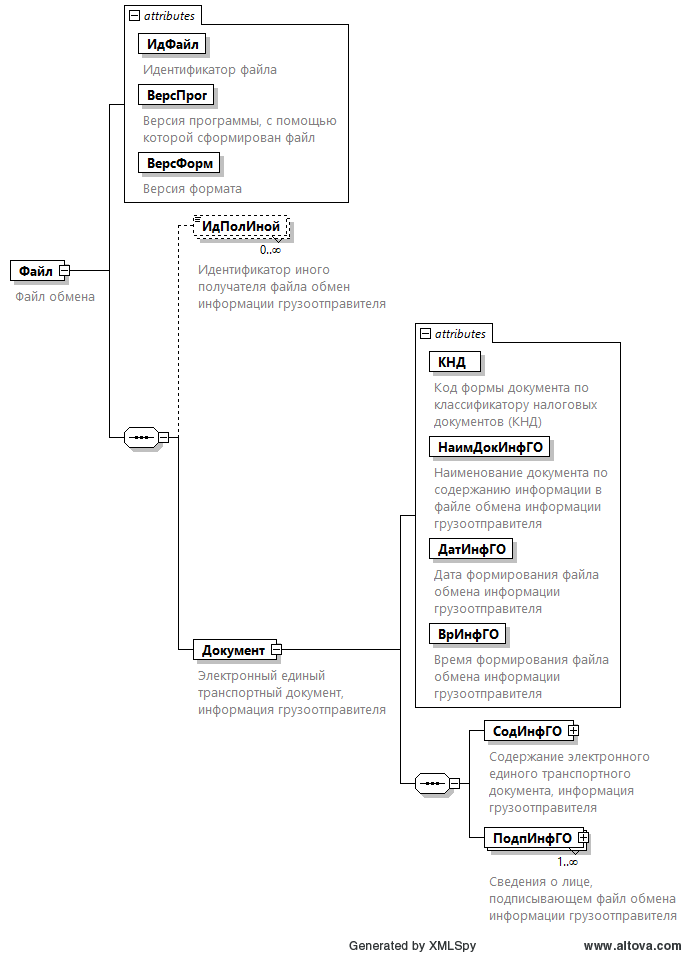 attributes
ИдФайл
Идентификатор файла
ВерсПрог
Версия программы, с помощью
которой сформирован файл
ВерсФорм
Версия формата
ИдПолИной
0..∞
Идентификатор иного
получателя файла обмен
информации грузоотправителя
Файл
Файл обмена
attributes
КНД
Код формы документа по
классификатору налоговых
документов (КНД)
НаимДокИнфГО
Наименование документа по
содержанию информации в
файле обмена информации
грузоотправителя
ДатИнфГО
Дата формирования файла
обмена информации
грузоотправителя
ВрИнфГО
Время формирования файла
обмена информации
грузоотправителя
Документ
Электронный единый
транспортный документ,
информация грузоотправителя
СодИнфГО
Содержание электронного
единого транспортного
документа, информация
грузоотправителя
ПодпИнфГО
1..∞
Сведения о лице,
подписывающем файл обмена
информации грузоотправителя
Generated by XMLSpy
www.altova.com